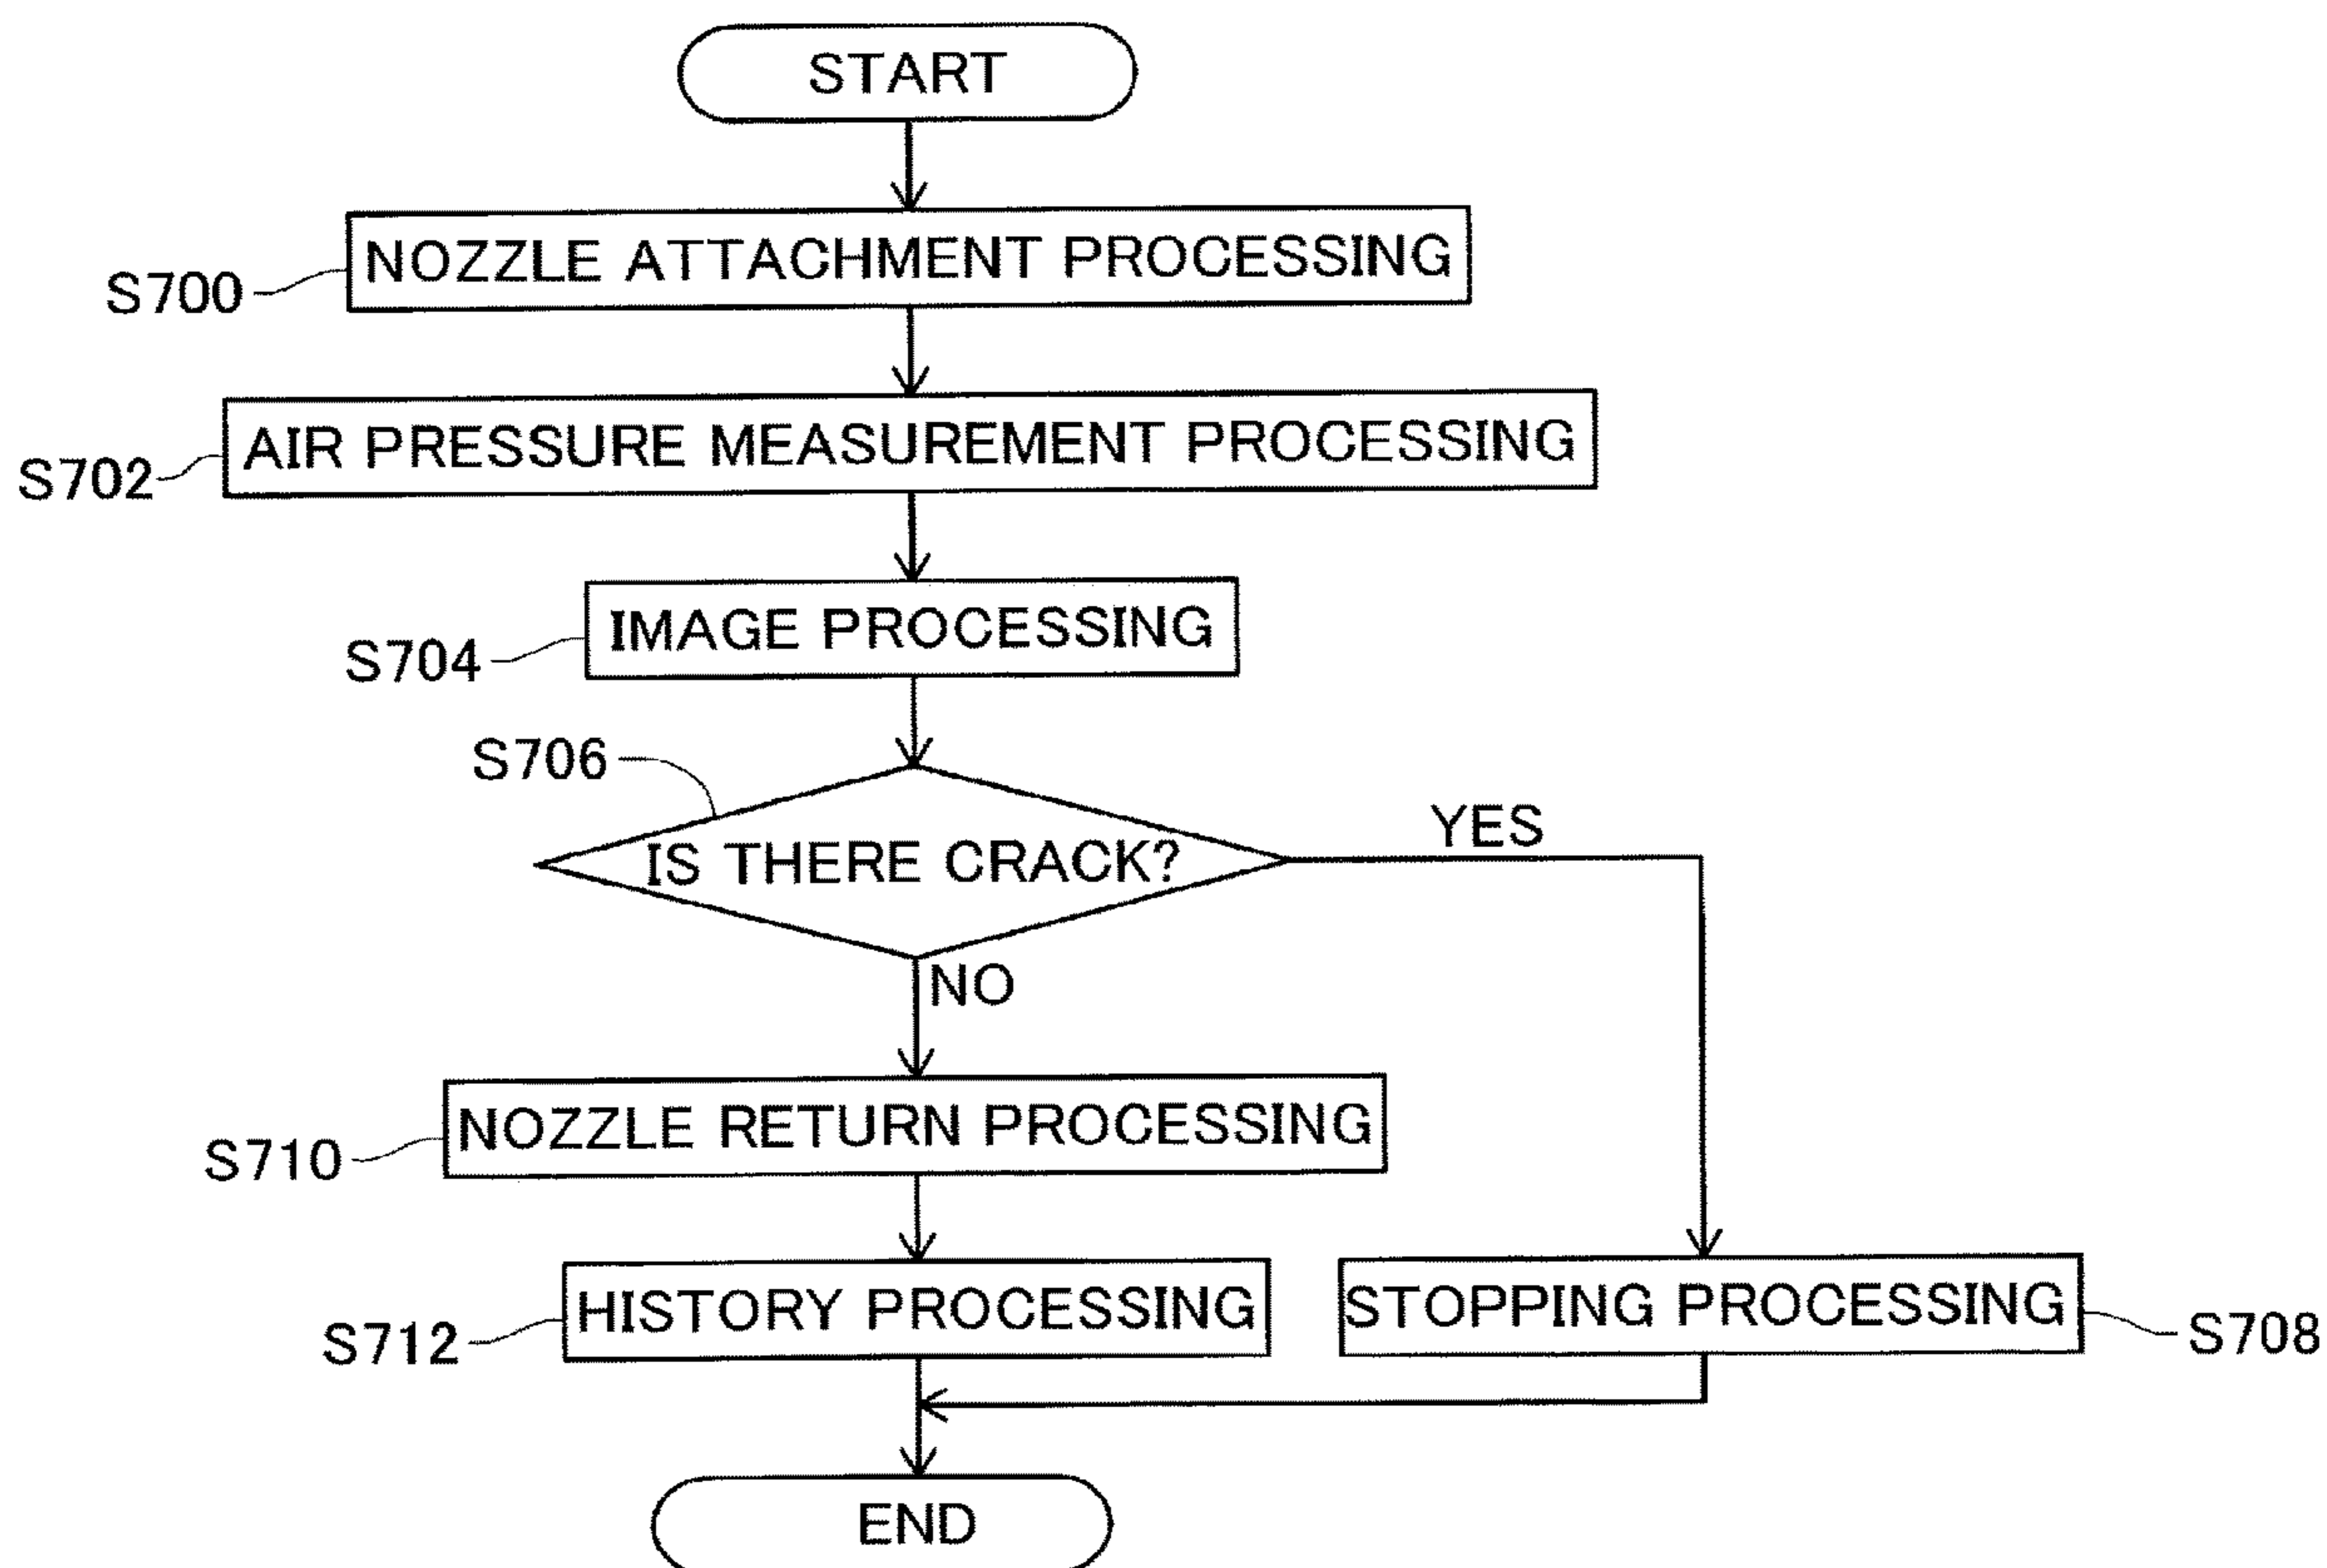 START
NOZZLE ATTACHMENT PROCESSING
S700
AIR PRESSURE MEASUREMENT PROCESSING
S702
IMAGE PROCESSING
S704
S706
IS THERE CRACK?
YES
NO
NOZZLE RETURN PROCESSING
S710
HISTORY PROCESSING
S712
STOPPING PROCESSING
S708
END